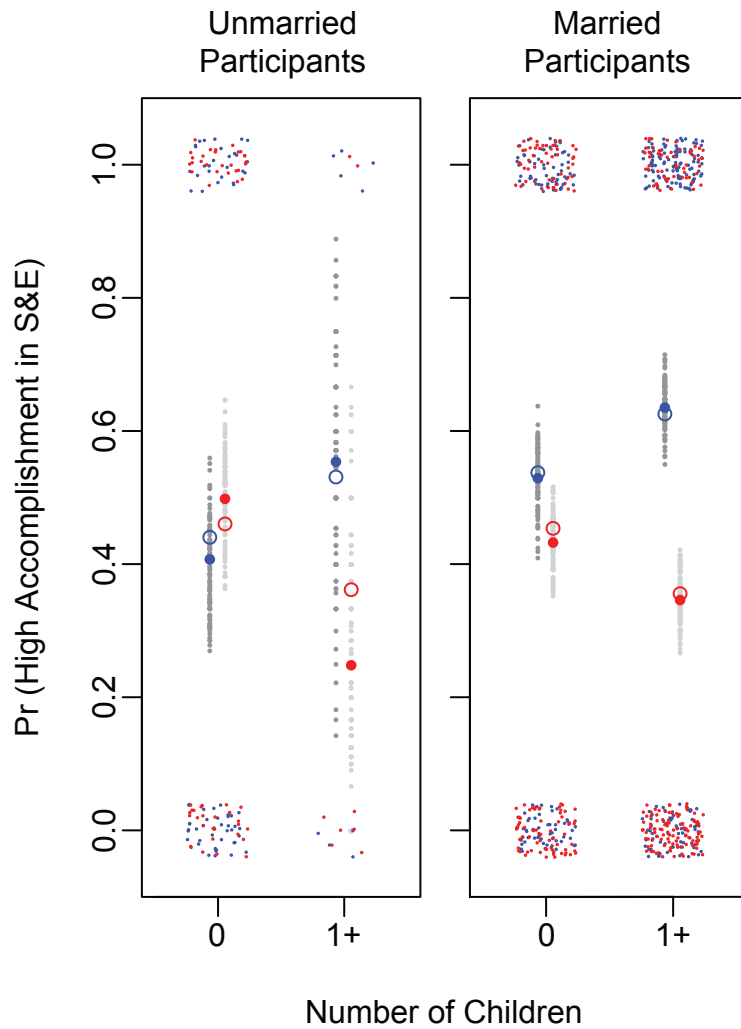 Unmarried
Participants
Married
Participants
Pr (High Accomplishment in S&E)
1.0
0.8
0.6
0.4
0.2
0.0
0
1+
0
1+
Number of Children